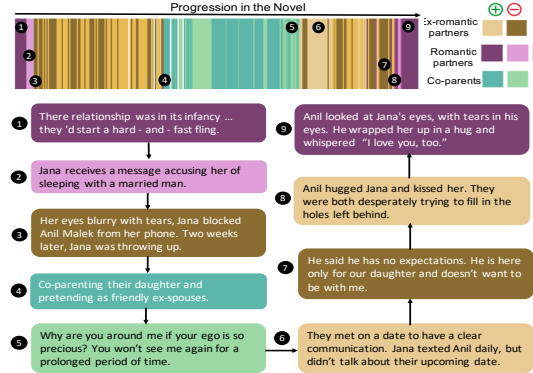 Progression in the Novel
1
2
3
4
5
6
7
8
9
+
−
Ex-romantic
partners
Romantic
partners
Co-parents
1
There relationship was in its infancy ...
they 'd start a hard - and - fast fling.
2
Jana receives a message accusing her of
sleeping with a married man.
3
Her eyes blurry with tears, Jana blocked
Anil Malek from her phone. Two weeks
later, Jana was throwing up.
4
Co-parenting their daughter and
pretending as friendly ex-spouses.
5
Why are you around me if your ego is so
precious? You won't see me again for a
prolonged period of time.
6
They met on a date to have a clear
communication. Jana texted Anil daily, but
didn't talk about their upcoming date.
7
He said he has no expectations. He is here
only for our daughter and doesn't want to
be with me.
8
Anil hugged Jana and kissed her. They
were both desperately trying to fill in the
holes left behind.
9
Anil looked at Jana's eyes, with tears in his
eyes. He wrapped her up in a hug and
whispered “I love you, too.”